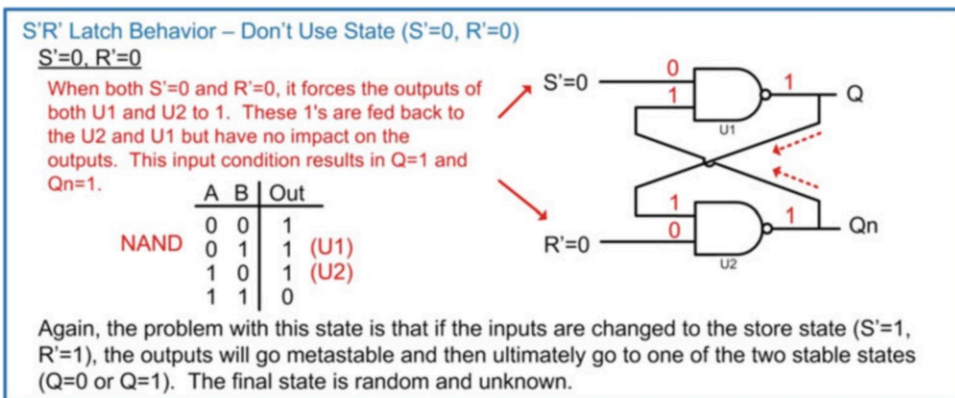 S'R' Latch Behavior – Don't Use State (S'=0, R'=0)
S'=0, R'=0
When both S'=0 and R'=0, it forces the outputs of
both U1 and U2 to 1. These 1's are fed back to
the U2 and U1 but have no impact on the
outputs. This input condition results in Q=1 and
Qn=1.
A B Out
NAND
0 0 1
0 1 1 (U1)
1 0 1 (U2)
1 1 0
S'=0 0 1 Q
1
U1
1
R'=0 0 1 Qn
U2
Again, the problem with this state is that if the inputs are changed to the store state (S'=1,
R'=1), the outputs will go metastable and then ultimately go to one of the two stable states
(Q=0 or Q=1). The final state is random and unknown.